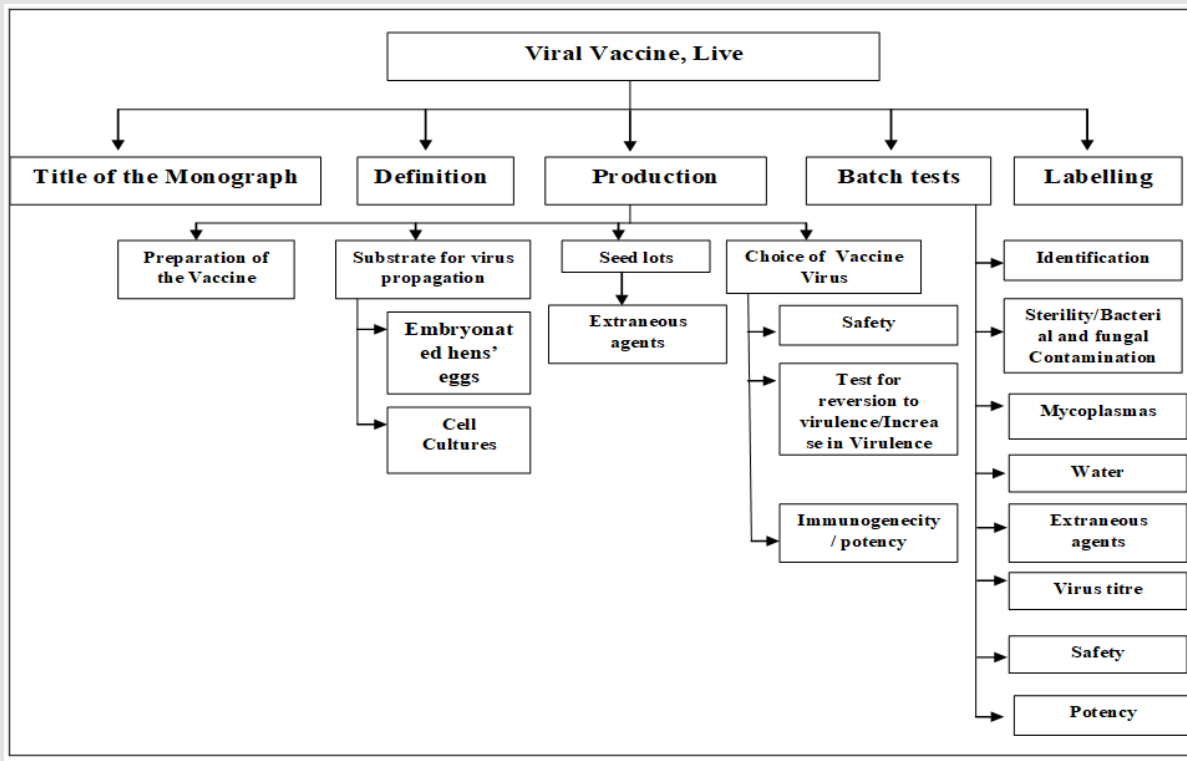 Viral Vaccine, Live
Title of the Monograph
Definition
Production
Batch tests
Labelling
Preparation of
the Vaccine
Substrate for virus
propagation
Seed lots
Choice of Vaccine
Virus
Embryonat
ed hens’
eggs
Cell
Cultures
Extraneous
agents
Safety
Test for
reversion to
virulence/Increa
se in Virulence
Immunogenecity
/ potency
Identification
Sterility/Bacteri
al and fungal
Contamination
Mycoplasmas
Water
Extraneous
agents
Virus titre
Safety
Potency